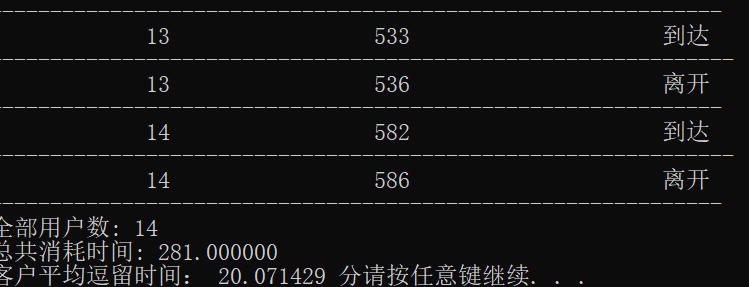 13 533 到达
13 536 离开
14 582 到达
14 586 离开
全部用户数: 14
总共消耗时间: 281.000000
客户平均逗留时间: 20.071429 分请按任意键继续. . .